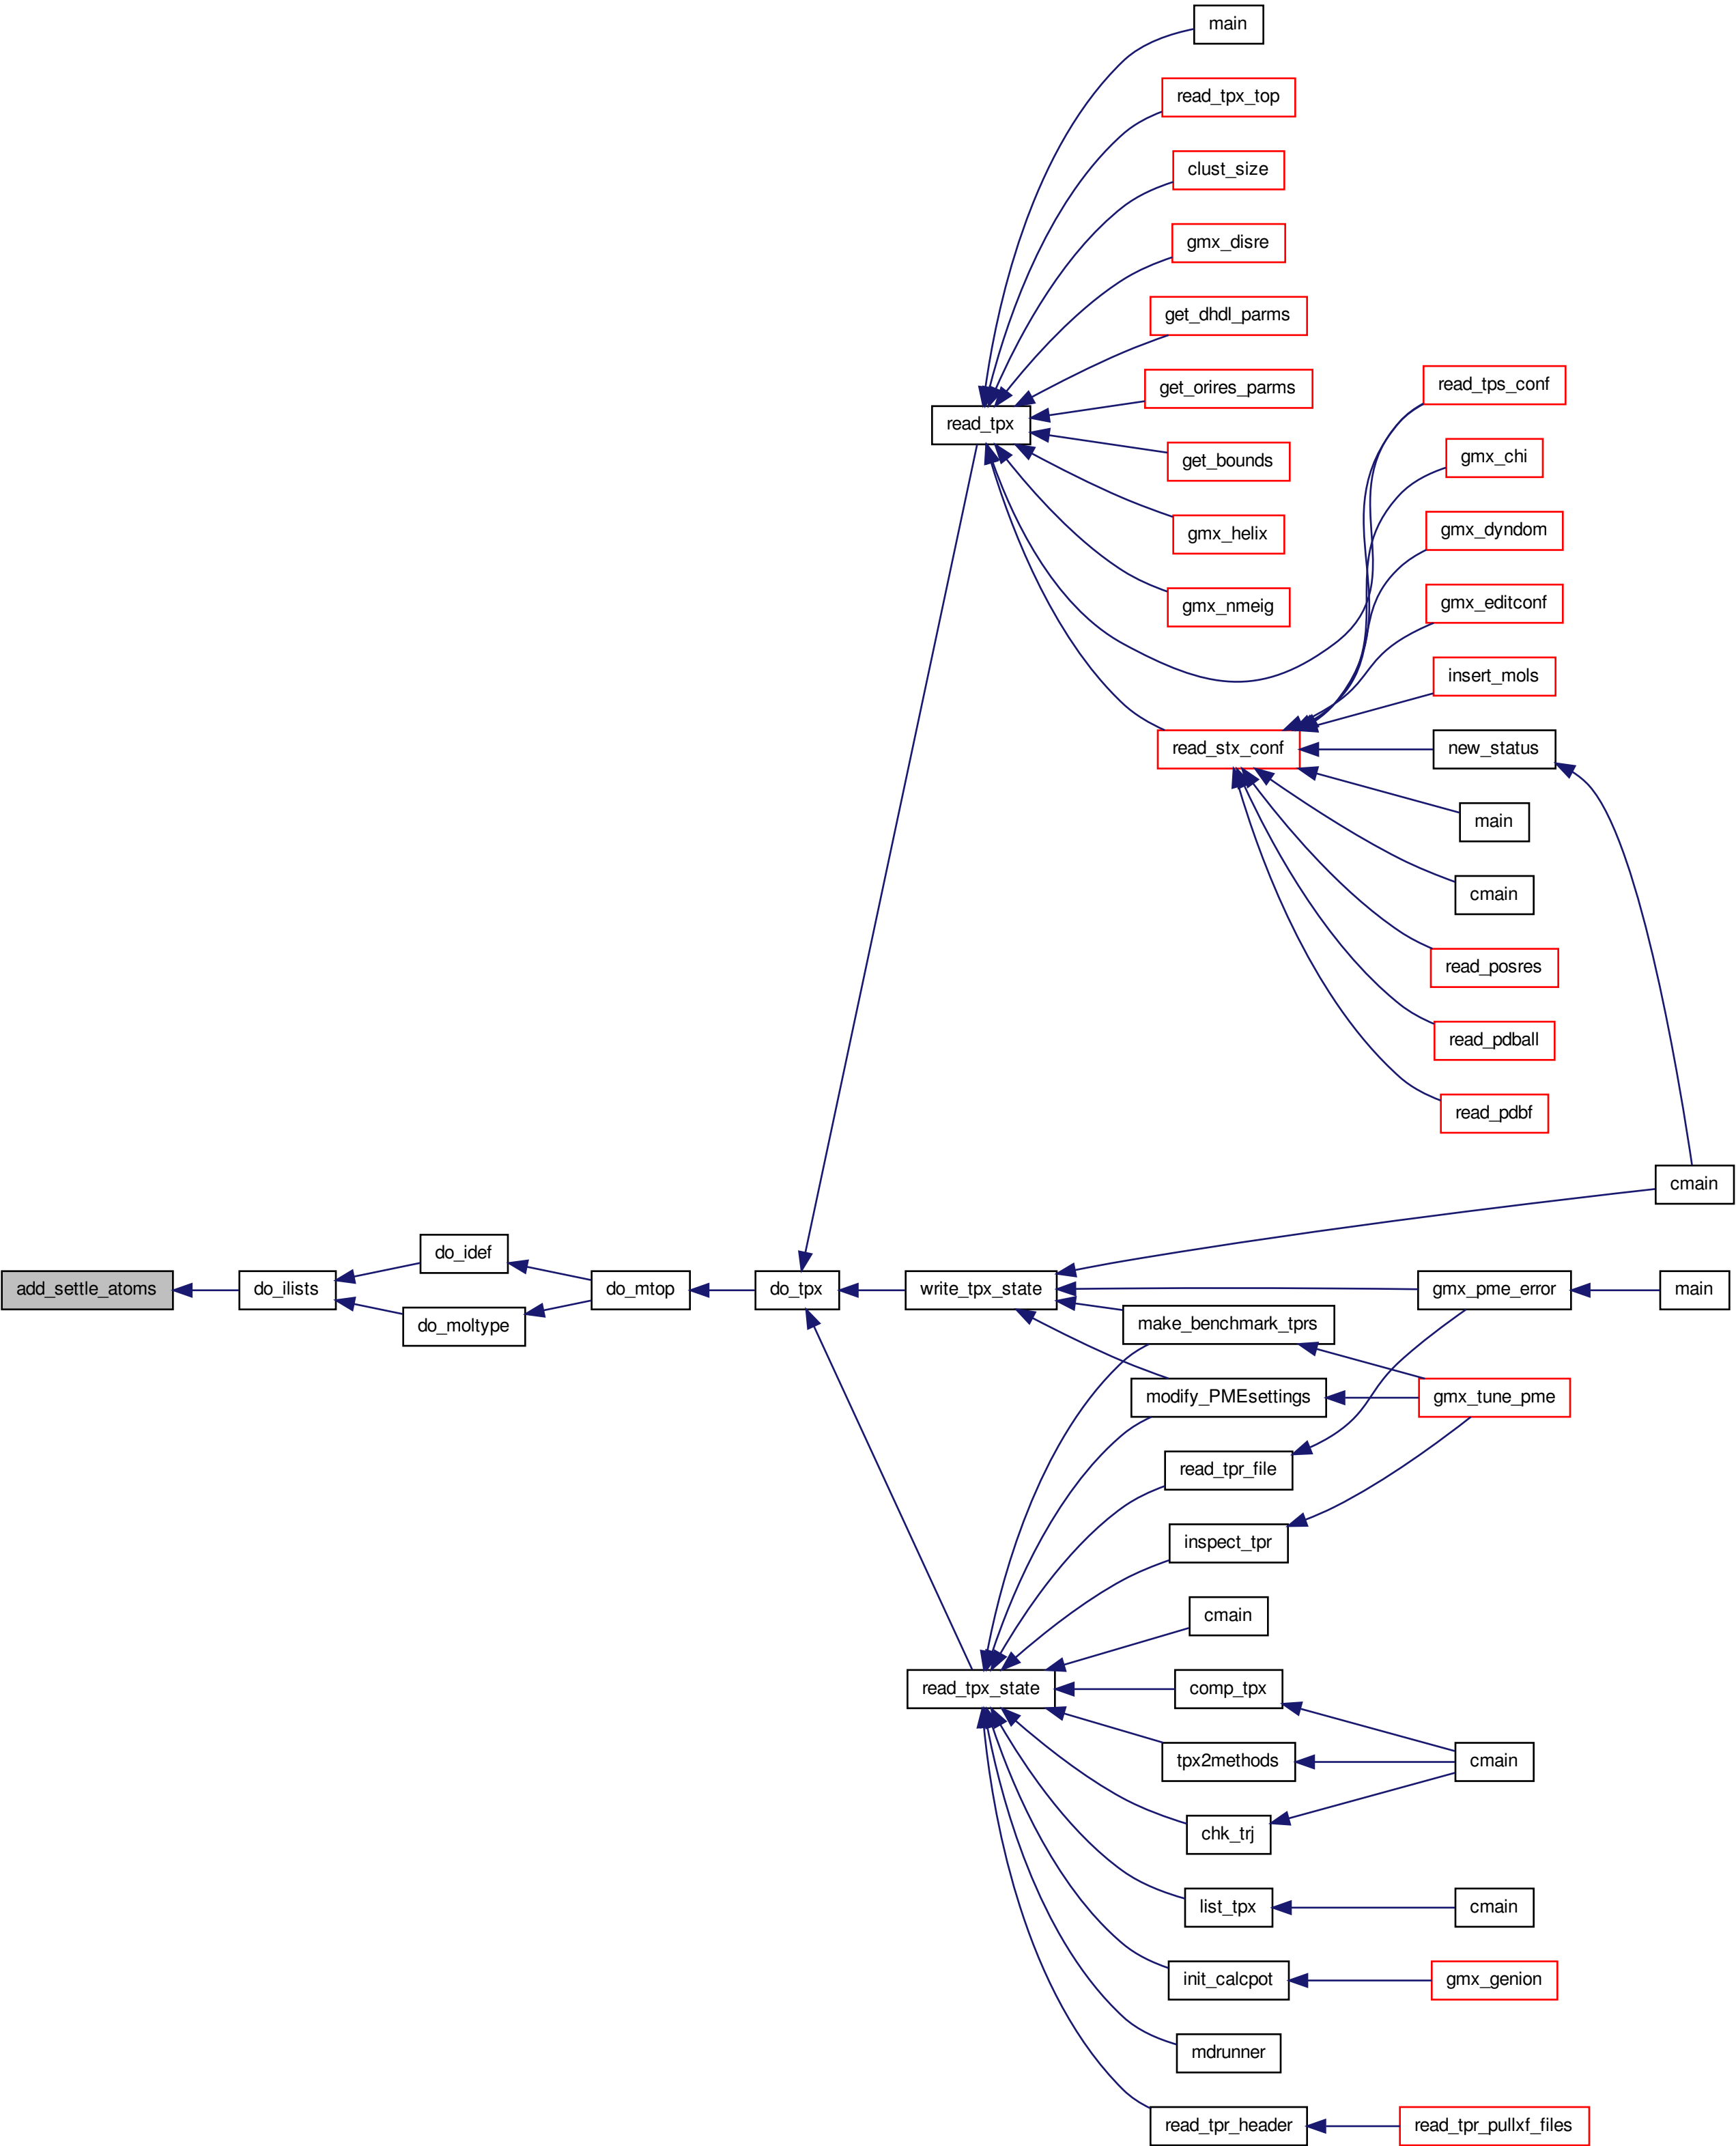 main
read_tpx_top
clust_size
gmx_disre
get_dhdl_parms
get_orires_parms
read_tps_conf
read_tpx
get_bounds
gmx_chi
gmx_helix
gmx_dyndom
gmx_nmeig
gmx_editconf
insert_mols
read_stx_conf
new_status
main
cmain
read_posres
read_pdball
read_pdbf
cmain
do_idef
add_settle_atoms
do_ilists
do_mtop
do_tpx
write_tpx_state
gmx_pme_error
main
do_moltype
make_benchmark_tprs
modify_PMEsettings
gmx_tune_pme
read_tpr_file
inspect_tpr
cmain
read_tpx_state
comp_tpx
tpx2methods
cmain
chk_trj
list_tpx
cmain
init_calcpot
gmx_genion
mdrunner
read_tpr_header
read_tpr_pullxf_files